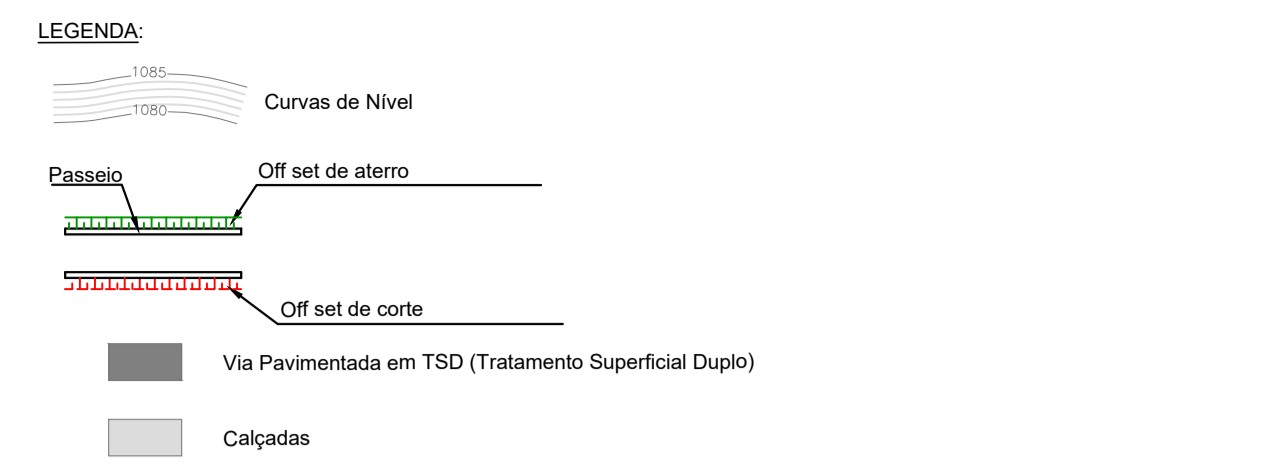 LEGENDA:
1085
1080
Curvas de Nível
Passeio
Off set de aterro
Off set de corte
Via Pavimentada em TSD (Tratamento Superficial Duplo)
Calçadas